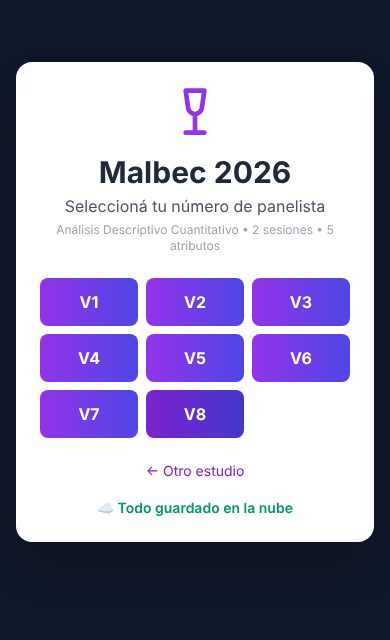 Malbec 2026
Seleccioná tu número de panelista
Análisis Descriptivo Cuantitativo • 2 sesiones • 5
atributos
V1 V2 V3
V4 V5 V6
V7 V8
← Otro estudio
☁️ Todo guardado en la nube